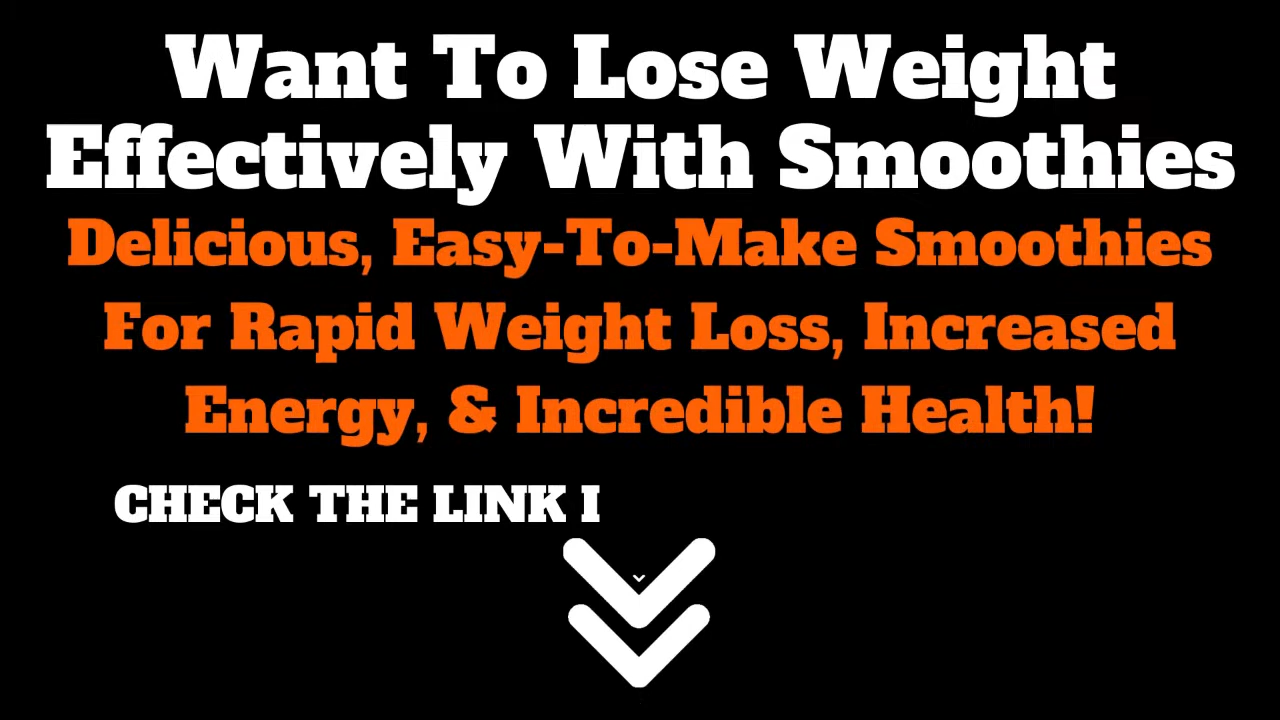 Want To Lose Weight
Effectively With Smoothies
Delicious, Easy-To-Make Smoothies
For Rapid Weight Loss, Increased
Energy, & Incredible Health!
CHECK THE LINK I